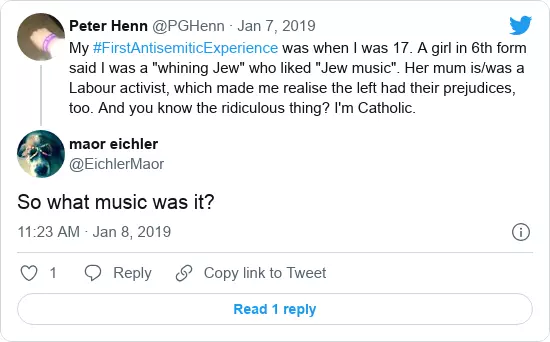 Peter Henn @PGHenn · Jan 7, 2019
My #FirstAntisemiticExperience was when I was 17. A girl in 6th form
said I was a "whining Jew" who liked "Jew music". Her mum is/was a
Labour activist, which made me realise the left had their prejudices,
too. And you know the ridiculous thing? I'm Catholic.
maor eichler
@EichlerMaor
So what music was it?
11:23 AM · Jan 8, 2019
1 Reply Copy link to Tweet
Read 1 reply